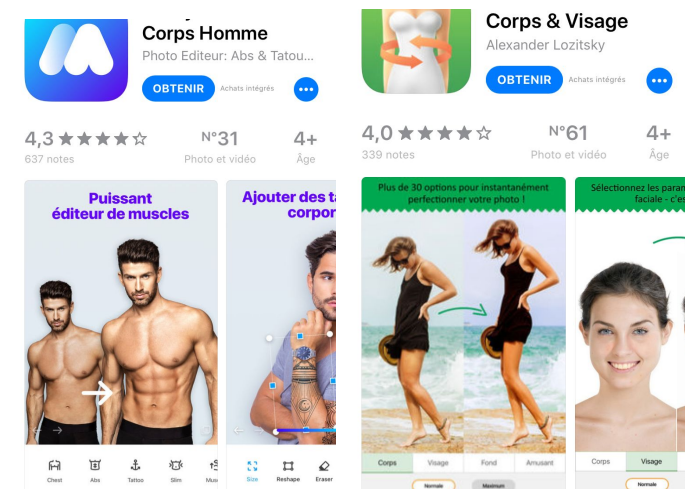 Corps Homme
Photo Editeur: Abs & Tatou...
OBTENIR
Achats intégrés
4,3
N°31
4+
637 notes
Photo et vidéo
Âge
Puissant
éditeur de muscles
Chest
Abs
Tattoo
Slim
Ajouter des
Size
Reshape
Eraser
Corps & Visage
Alexander Lozitsky
OBTENIR
Achats intégrés
4,0
N°61
4+
339 notes
Photo et vidéo
Âge
Plus de 30 options pour instantanément
perfectionner votre photo !
Corps
Visage
Fond
Amusant
Normale
Maximum
Sélectionnez les
faciale - c'es
Corps
Visage
Normale